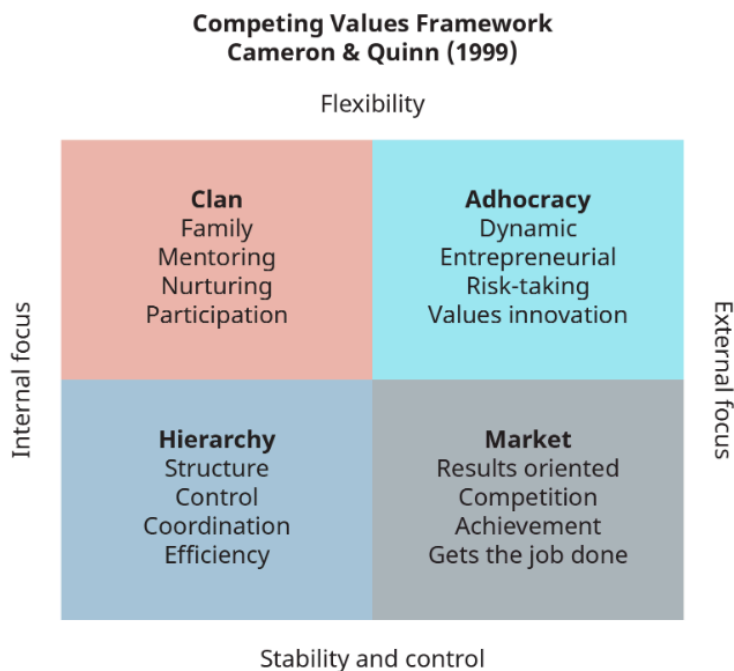 Competing Values Framework
Cameron & Quinn (1999)
Flexibility
Clan
Family
Mentoring
Nurturing
Participation
Adhocracy
Dynamic
Entrepreneurial
Risk-taking
Values innovation
Internal focus
External focus
Hierarchy
Structure
Control
Coordination
Efficiency
Market
Results oriented
Competition
Achievement
Gets the job done
Stability and control